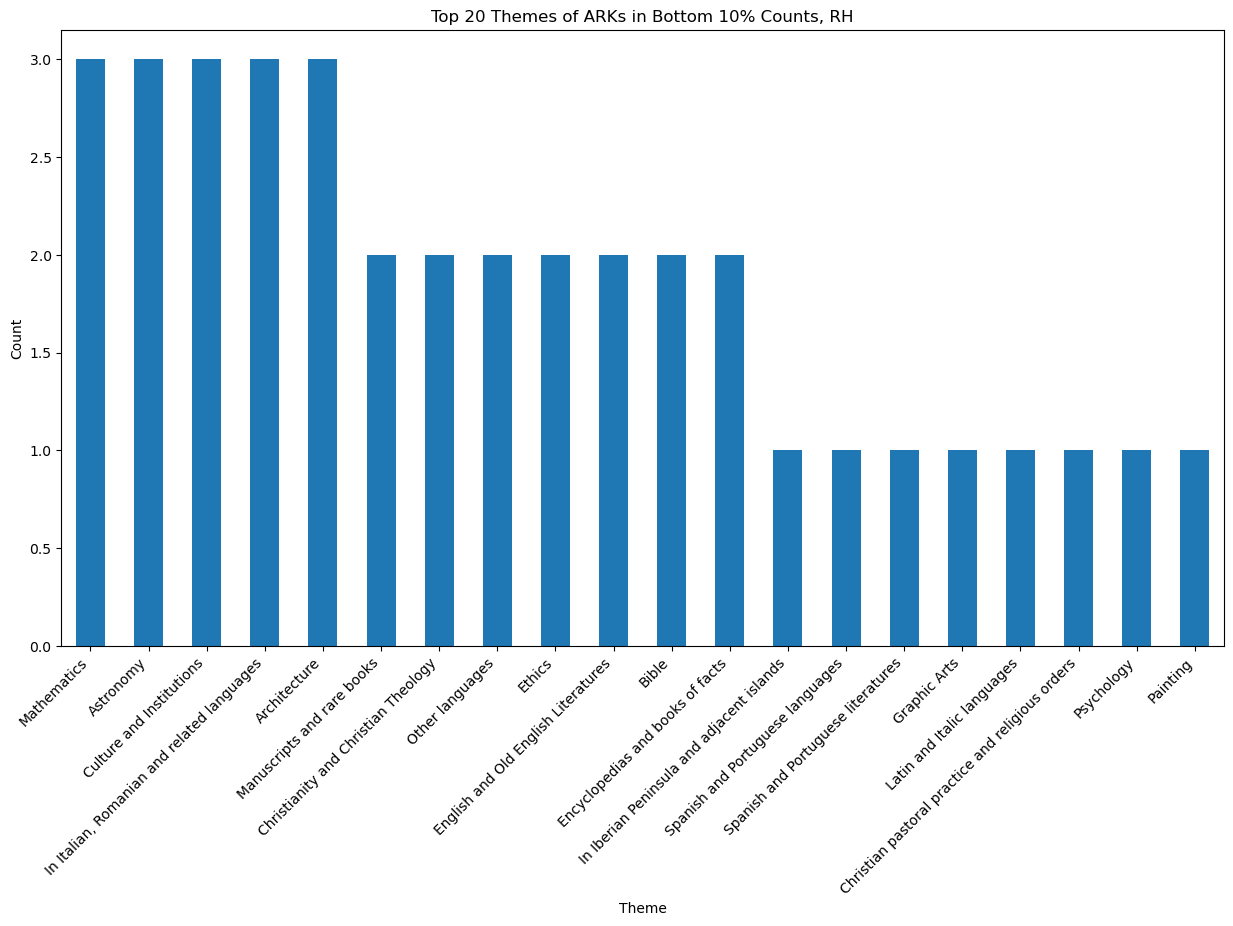 Top 20 Themes of ARKs in Bottom 10% Counts, RH
Count
3.0
2.5
2.0
1.5
1.0
0.5
0.0
Mathematics
Astronomy
Culture and Institutions
In Italian, Romanian and related languages
Architecture
Manuscripts and rare books
Christianity and Christian Theology
Other languages
Ethics
English and Old English Literatures
Bible
Encyclopedias and books of facts
In Iberian Peninsula and adjacent islands
Spanish and Portuguese languages
Spanish and Portuguese literatures
Graphic Arts
Latin and Italic languages
Christian pastoral practice and religious orders
Psychology
Painting
Theme